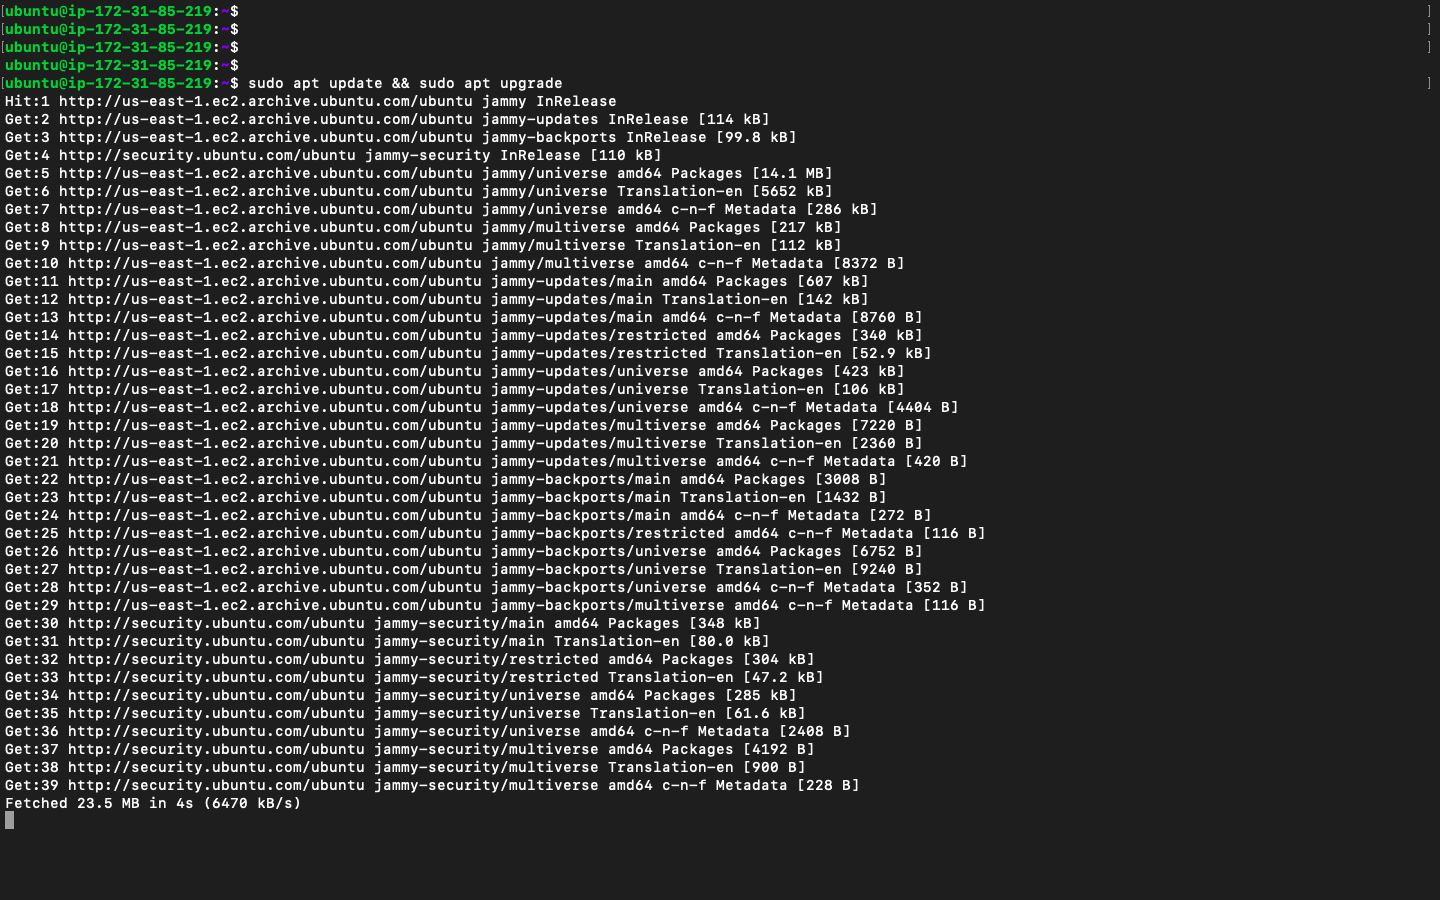 [ubuntu@ip-172-31-85-219:~$ ]
[ubuntu@ip-172-31-85-219:~$ ]
[ubuntu@ip-172-31-85-219:~$ ]
ubuntu@ip-172-31-85-219:~$
[ubuntu@ip-172-31-85-219:~$ sudo apt update && sudo apt upgrade ]
Hit:1 http://us-east-1.ec2.archive.ubuntu.com/ubuntu jammy InRelease
Get:2 http://us-east-1.ec2.archive.ubuntu.com/ubuntu jammy-updates InRelease [114 kB]
Get:3 http://us-east-1.ec2.archive.ubuntu.com/ubuntu jammy-backports InRelease [99.8 kB]
Get:4 http://security.ubuntu.com/ubuntu jammy-security InRelease [110 kB]
Get:5 http://us-east-1.ec2.archive.ubuntu.com/ubuntu jammy/universe amd64 Packages [14.1 MB]
Get:6 http://us-east-1.ec2.archive.ubuntu.com/ubuntu jammy/universe Translation-en [5652 kB]
Get:7 http://us-east-1.ec2.archive.ubuntu.com/ubuntu jammy/universe amd64 c-n-f Metadata [286 kB]
Get:8 http://us-east-1.ec2.archive.ubuntu.com/ubuntu jammy/multiverse amd64 Packages [217 kB]
Get:9 http://us-east-1.ec2.archive.ubuntu.com/ubuntu jammy/multiverse Translation-en [112 kB]
Get:10 http://us-east-1.ec2.archive.ubuntu.com/ubuntu jammy/multiverse amd64 c-n-f Metadata [8372 B]
Get:11 http://us-east-1.ec2.archive.ubuntu.com/ubuntu jammy-updates/main amd64 Packages [607 kB]
Get:12 http://us-east-1.ec2.archive.ubuntu.com/ubuntu jammy-updates/main Translation-en [142 kB]
Get:13 http://us-east-1.ec2.archive.ubuntu.com/ubuntu jammy-updates/main amd64 c-n-f Metadata [8760 B]
Get:14 http://us-east-1.ec2.archive.ubuntu.com/ubuntu jammy-updates/restricted amd64 Packages [340 kB]
Get:15 http://us-east-1.ec2.archive.ubuntu.com/ubuntu jammy-updates/restricted Translation-en [52.9 kB]
Get:16 http://us-east-1.ec2.archive.ubuntu.com/ubuntu jammy-updates/universe amd64 Packages [423 kB]
Get:17 http://us-east-1.ec2.archive.ubuntu.com/ubuntu jammy-updates/universe Translation-en [106 kB]
Get:18 http://us-east-1.ec2.archive.ubuntu.com/ubuntu jammy-updates/universe amd64 c-n-f Metadata [4404 B]
Get:19 http://us-east-1.ec2.archive.ubuntu.com/ubuntu jammy-updates/multiverse amd64 Packages [7220 B]
Get:20 http://us-east-1.ec2.archive.ubuntu.com/ubuntu jammy-updates/multiverse Translation-en [2360 B]
Get:21 http://us-east-1.ec2.archive.ubuntu.com/ubuntu jammy-updates/multiverse amd64 c-n-f Metadata [420 B]
Get:22 http://us-east-1.ec2.archive.ubuntu.com/ubuntu jammy-backports/main amd64 Packages [3008 B]
Get:23 http://us-east-1.ec2.archive.ubuntu.com/ubuntu jammy-backports/main Translation-en [1432 B]
Get:24 http://us-east-1.ec2.archive.ubuntu.com/ubuntu jammy-backports/main amd64 c-n-f Metadata [272 B]
Get:25 http://us-east-1.ec2.archive.ubuntu.com/ubuntu jammy-backports/restricted amd64 c-n-f Metadata [116 B]
Get:26 http://us-east-1.ec2.archive.ubuntu.com/ubuntu jammy-backports/universe amd64 Packages [6752 B]
Get:27 http://us-east-1.ec2.archive.ubuntu.com/ubuntu jammy-backports/universe Translation-en [9240 B]
Get:28 http://us-east-1.ec2.archive.ubuntu.com/ubuntu jammy-backports/universe amd64 c-n-f Metadata [352 B]
Get:29 http://us-east-1.ec2.archive.ubuntu.com/ubuntu jammy-backports/multiverse amd64 c-n-f Metadata [116 B]
Get:30 http://security.ubuntu.com/ubuntu jammy-security/main amd64 Packages [348 kB]
Get:31 http://security.ubuntu.com/ubuntu jammy-security/main Translation-en [80.0 kB]
Get:32 http://security.ubuntu.com/ubuntu jammy-security/restricted amd64 Packages [304 kB]
Get:33 http://security.ubuntu.com/ubuntu jammy-security/restricted Translation-en [47.2 kB]
Get:34 http://security.ubuntu.com/ubuntu jammy-security/universe amd64 Packages [285 kB]
Get:35 http://security.ubuntu.com/ubuntu jammy-security/universe Translation-en [61.6 kB]
Get:36 http://security.ubuntu.com/ubuntu jammy-security/universe amd64 c-n-f Metadata [2408 B]
Get:37 http://security.ubuntu.com/ubuntu jammy-security/multiverse amd64 Packages [4192 B]
Get:38 http://security.ubuntu.com/ubuntu jammy-security/multiverse Translation-en [900 B]
Get:39 http://security.ubuntu.com/ubuntu jammy-security/multiverse amd64 c-n-f Metadata [228 B]
Fetched 23.5 MB in 4s (6470 kB/s)